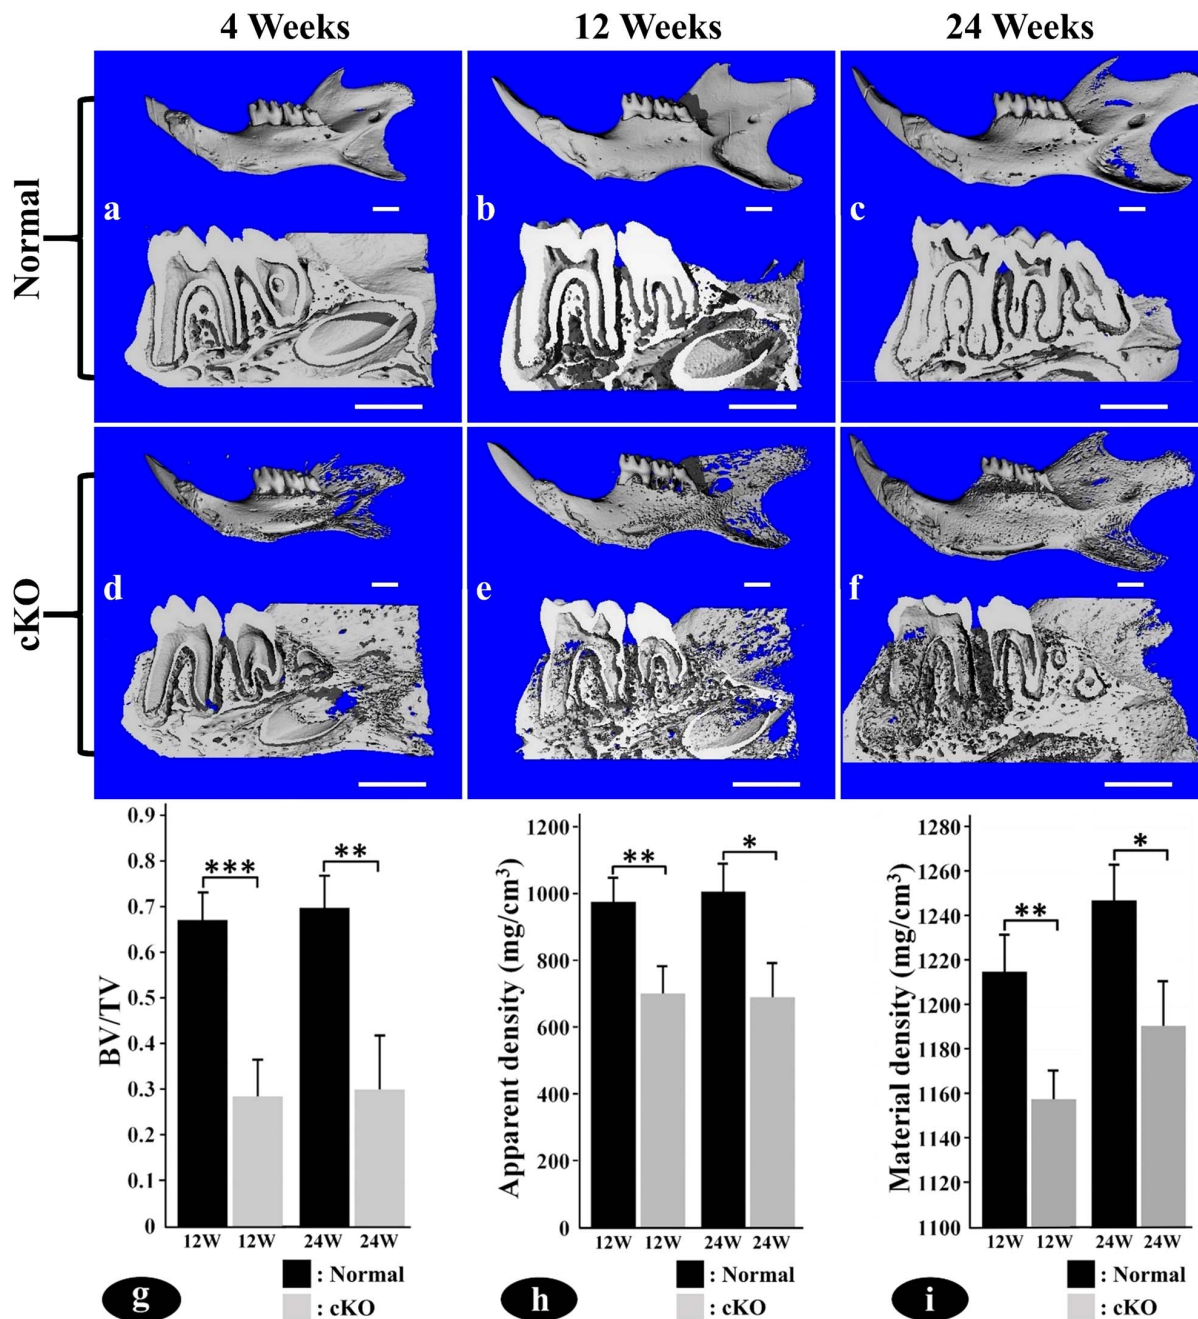 4 Weeks
12 Weeks
24 Weeks
Normal
a
b
c
cKO
d
e
f
0.9
0.8
0.7
0.6
0.5
0.4
0.3
0.2
0.1
0
BV/TV
***
**
12W 12W 24W 24W
: Normal
: cKO
g
1200
1000
800
600
400
200
0
Apparent density (mg/cm³)
**
*
12W 12W 24W 24W
: Normal
: cKO
h
1280
1260
1240
1220
1200
1180
1160
1140
1120
1100
Material density (mg/cm³)
**
*
12W 12W 24W 24W
: Normal
: cKO
i